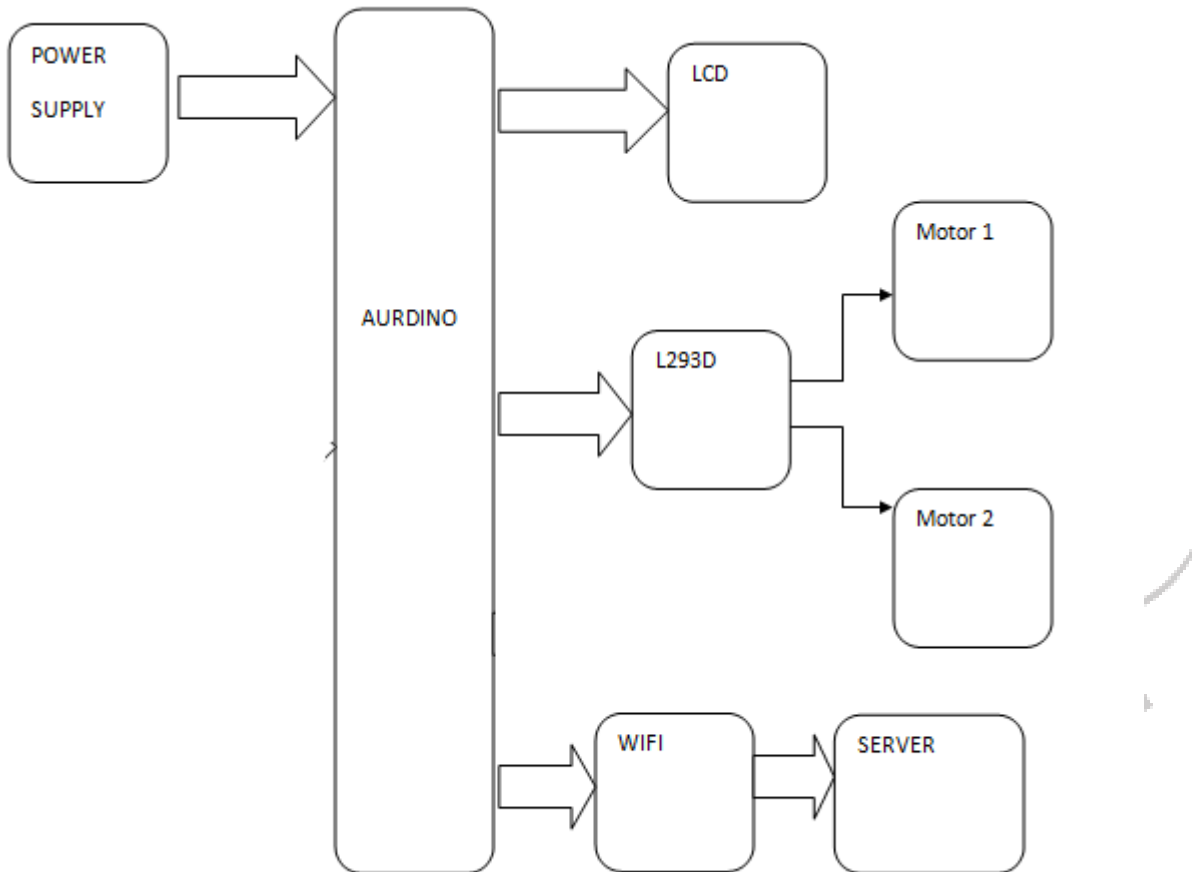 POWER
SUPPLY
LCD
Motor 1
AURDINO
L293D
Motor 2
WIFI
SERVER